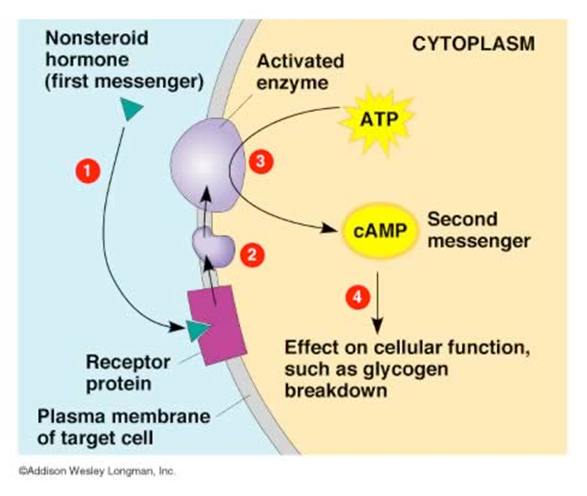 Nonsteroid
hormone
(first messenger)
CYTOPLASM
Activated
enzyme
ATP
1
3
cAMP
Second
messenger
2
4
Receptor
protein
Effect on cellular function,
such as glycogen
breakdown
Plasma membrane
of target cell
©Addison Wesley Longman, Inc.